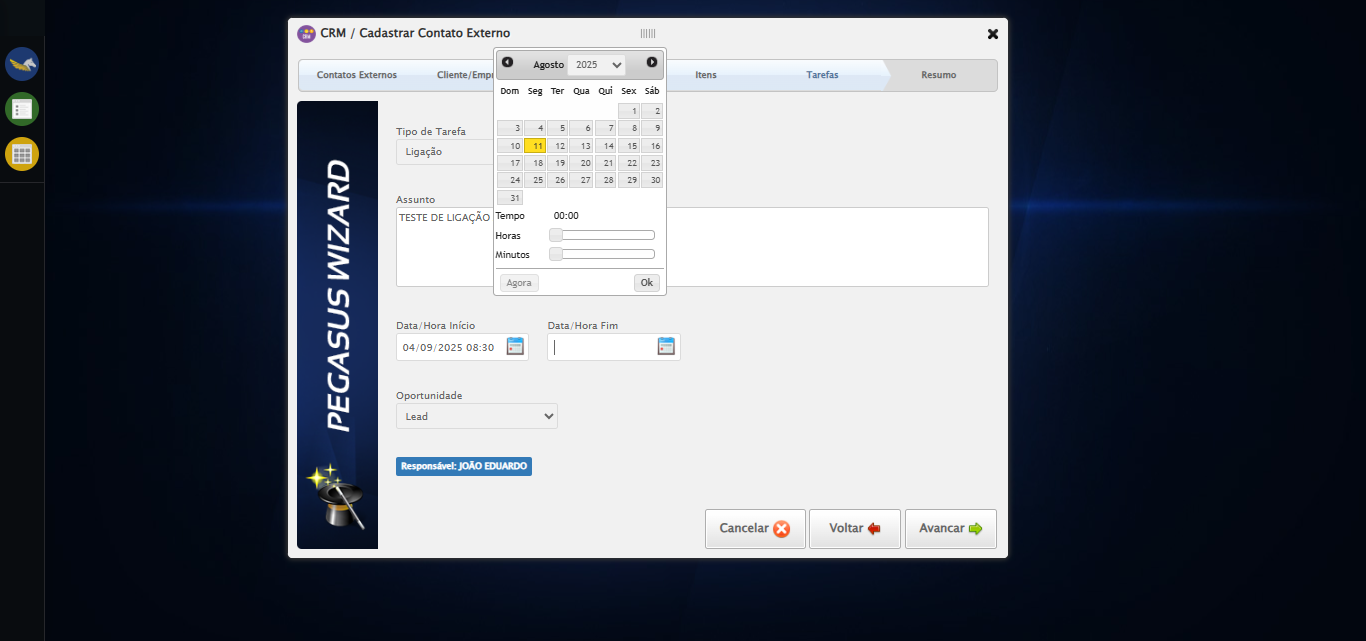 CRM / Cadastrar Contato Externo
Contatos Externos
Cliente/Emp
Itens
Tarefas
Resumo
Agosto 2025
Dom Seg Ter Qua Qui Sex Sáb
1 2
3 4 5 6 7 8 9
10 11 12 13 14 15 16
17 18 19 20 21 22 23
24 25 26 27 28 29 30
31
Tempo 00:00
Horas
Minutos
Agora Ok
Tipo de Tarefa
Ligação
Assunto
TESTE DE LIGAÇÃO
Data/Hora Início
04/09/2025 08:30
Data/Hora Fim
Oportunidade
Lead
Responsável: JOÃO EDUARDO
Cancelar
Voltar
Avancar
PEGASUS WIZARD